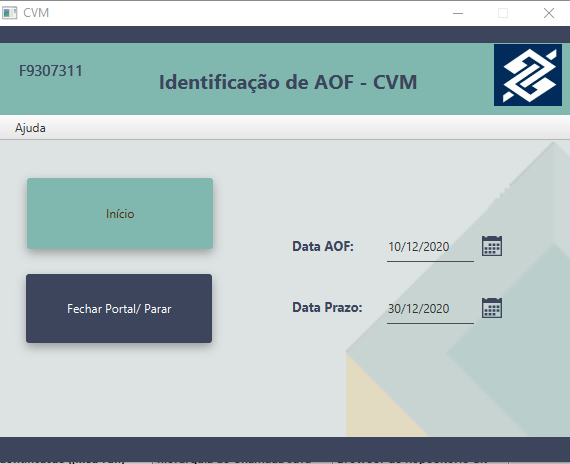 CVM
F9307311
Identificação de AOF - CVM
Ajuda
Início
Data AOF: 10/12/2020
Fechar Portal/ Parar
Data Prazo: 30/12/2020